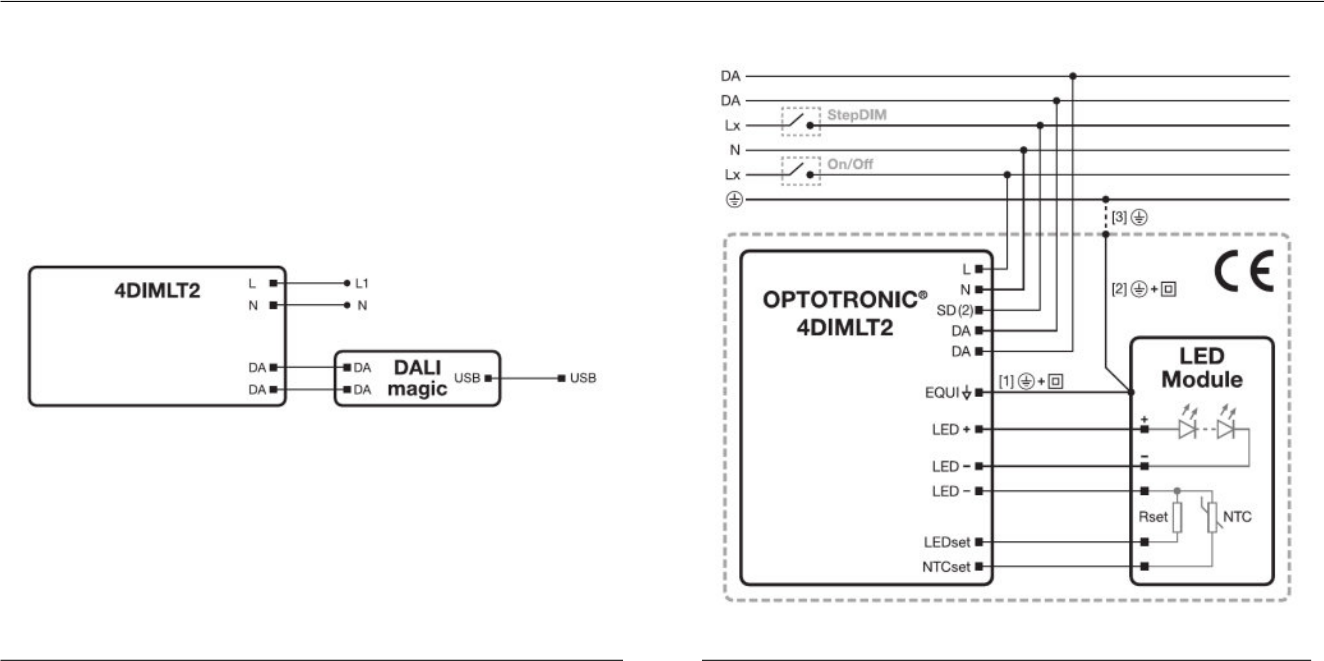 4DIMLT2
L
L1
N
N
DA
DA
DALI
magic
USB
USB
DA
DA
DA
DA
Lx
StepDIM
N
Lx
On/Off
[3]
OPTOTRONIC®
4DIMLT2
L
N
SD(2)
DA
DA
EQUI
LED +
LED -
LED -
LEDset
NTCset
CE
[2] +
[1] +
LED
Module
+
-
Rset
NTC